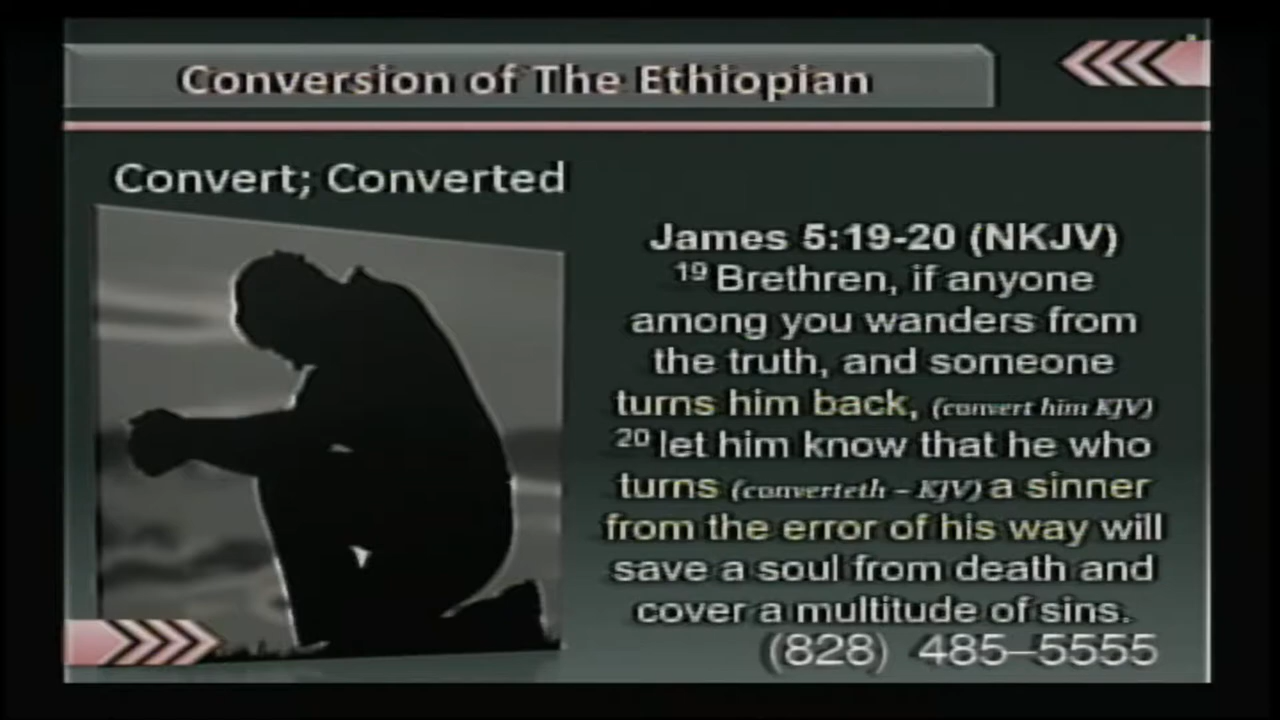 Conversion of The Ethiopian
Convert; Converted
James 5:19-20 (NKJV)
19 Brethren, if anyone
among you wanders from
the truth, and someone
turns him back, (convert him KJV)
20 let him know that he who
turns (converteth – KJV) a sinner
from the error of his way will
save a soul from death and
cover a multitude of sins.
(828) 485–5555